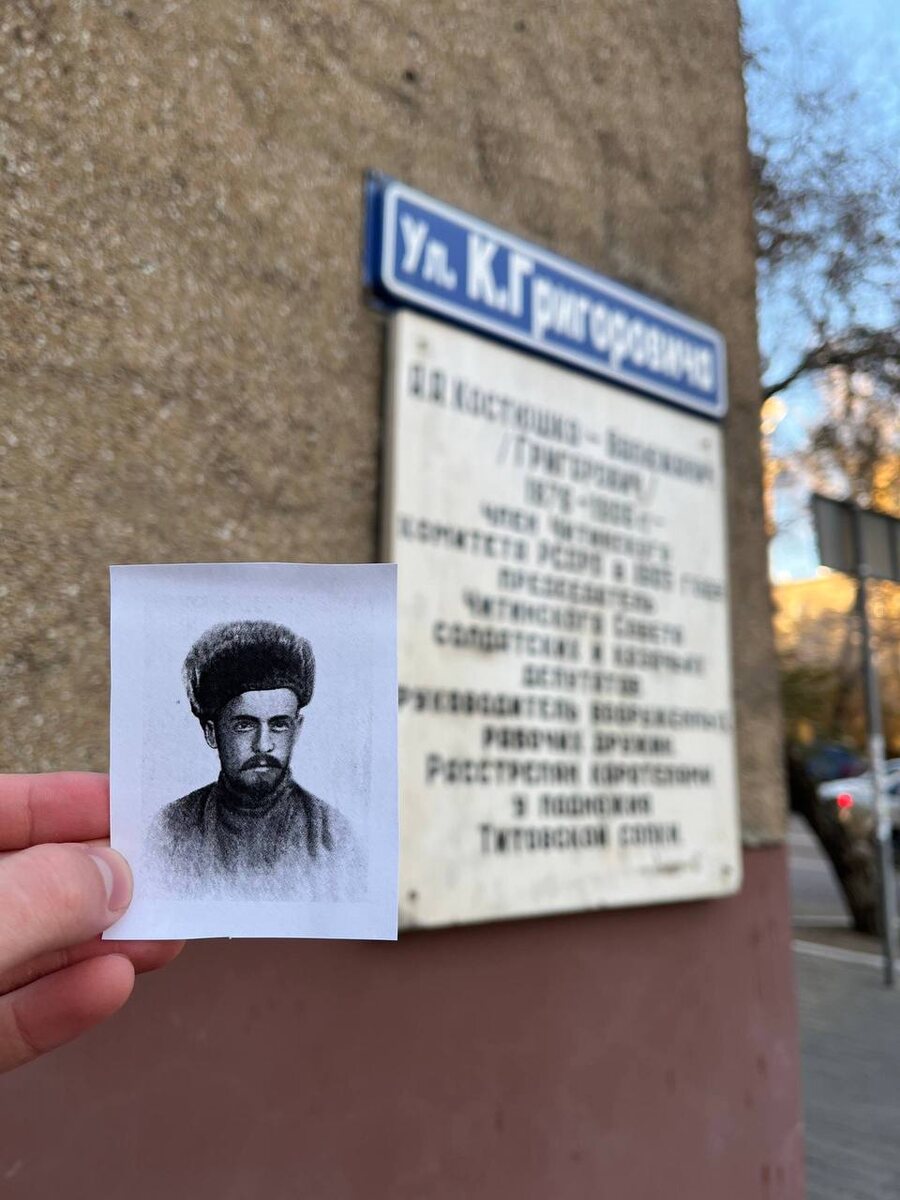 Ул. К.Григоровича
А.А КОСТЮШКО – ВАЛЮЖАНИЧ
/ГРИГОРОВИЧ/
1876 – 1906 г. –
ЧЛЕН ЧИТИНСКОГО
КОМИТЕТА РСДРП В 1905 ГОДУ
ПРЕДСЕДАТЕЛЬ
ЧИТИНСКОГО СОВЕТА
СОЛДАТСКИХ И КАЗАЧЬИХ
ДЕПУТАТОВ.
РУКОВОДИТЕЛЬ ВООРУЖЕННЫХ
РАБОЧИХ ДРУЖИН.
РАССТРЕЛЯН КАРАТЕЛЯМИ
У ПОДНОЖИЯ
ТИТОВСКОЙ СОПКИ.